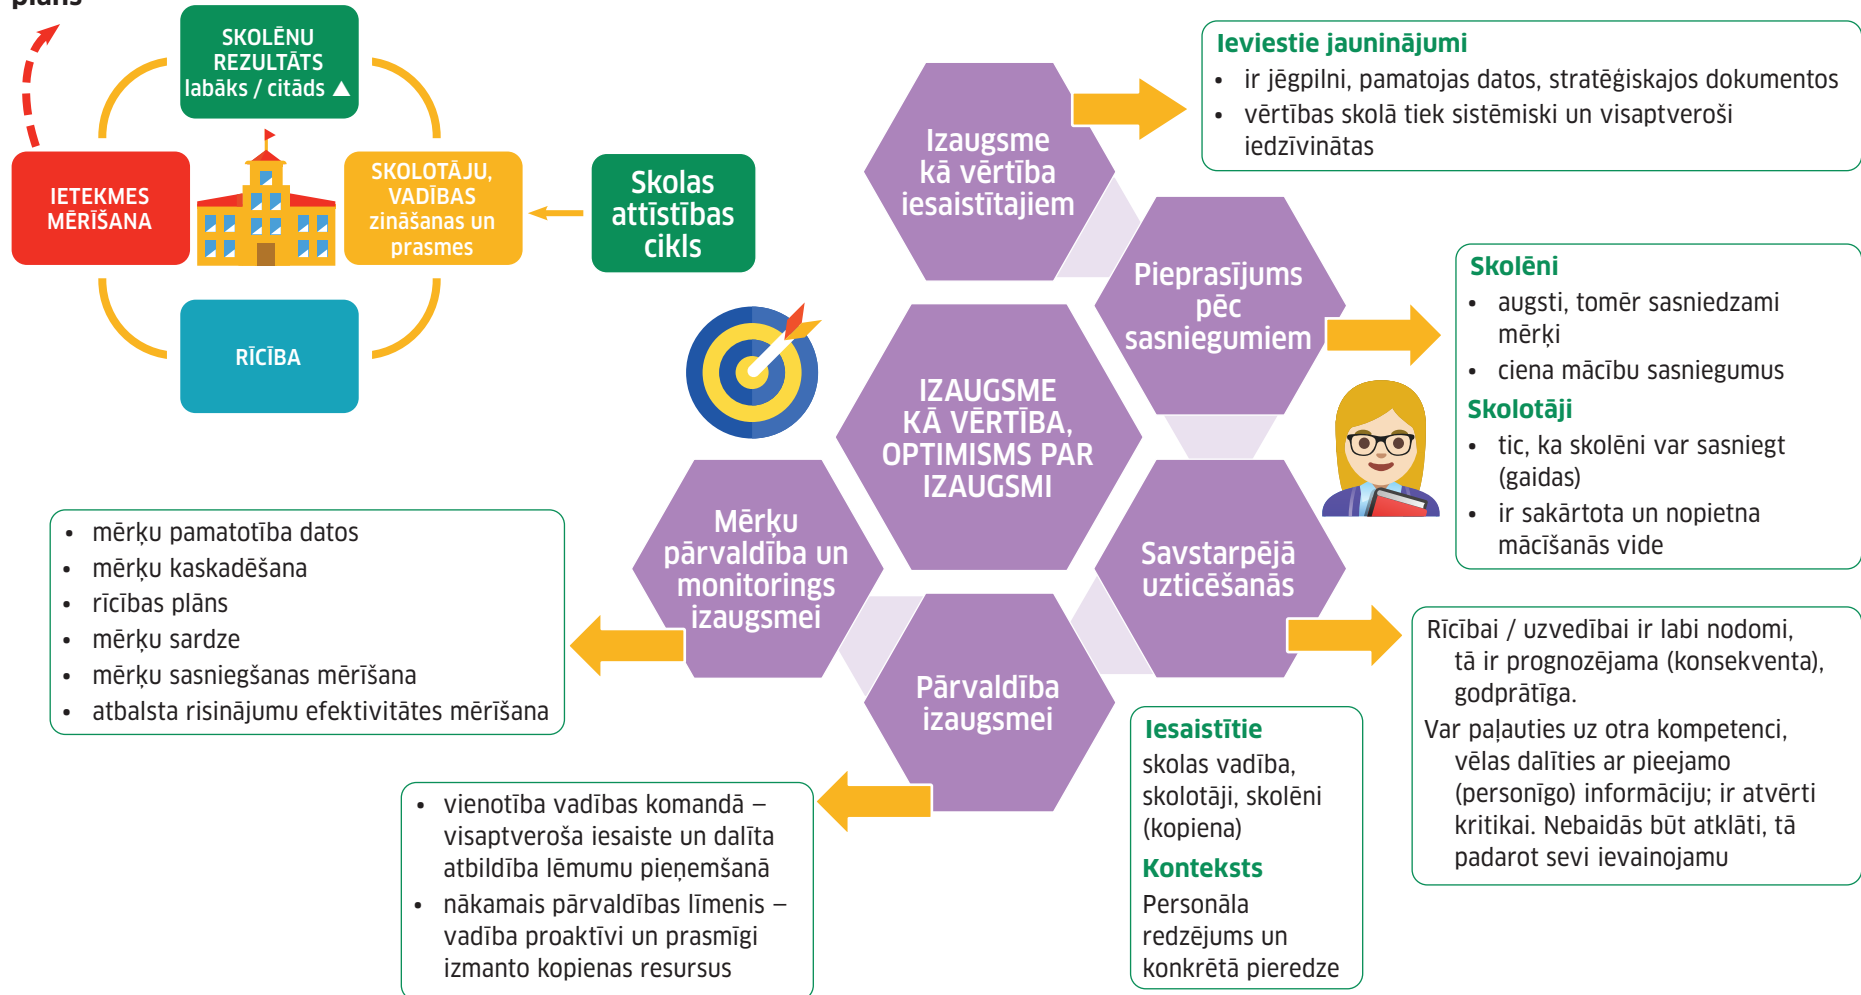 plāns
SKOLĒNU
REZULTĀTS
labāks / citāds ▲
IETEKMES
MĒRĪŠANA
SKOLOTĀJU,
VADĪBAS
zināšanas un
prasmes
RĪCĪBA
Skolas
attīstības
cikls
Izaugsme
kā vērtība
iesaistītajiem
Ieviestie jauninājumi
• ir jēgpilni, pamatojas datos, stratēģiskajos dokumentos
• vērtības skolā tiek sistēmiski un visaptveroši
iedzīvinātas
Pieprasījums
pēc
sasniegumiem
Skolēni
• augsti, tomēr sasniedzami
mērķi
• ciena mācību sasniegumus
Skolotāji
• tic, ka skolēni var sasniegt
(gaidas)
• ir sakārtota un nopietna
mācīšanās vide
IZAUGSME
KĀ VĒRTĪBA,
OPTIMISMS PAR
IZAUGSMI
Mērķu
pārvaldība un
monitorings
izaugsmei
• mērķu pamatotība datos
• mērķu kaskadēšana
• rīcības plāns
• mērķu sardze
• mērķu sasniegšanas mērīšana
• atbalsta risinājumu efektivitātes mērīšana
Savstarpējā
uzticēšanās
Rīcībai / uzvedībai ir labi nodomi,
tā ir prognozējama (konsekventa),
godprātīga.
Var paļauties uz otra kompetenci,
vēlas dalīties ar pieejamo
(personīgo) informāciju; ir atvērti
kritikai. Nebaidās būt atklāti, tā
padarot sevi ievainojamu
Pārvaldība
izaugsmei
• vienotība vadības komandā –
visaptveroša iesaiste un dalīta
atbildība lēmumu pieņemšanā
• nākamais pārvaldības līmenis –
vadība proaktīvi un prasmīgi
izmanto kopienas resursus
Iesaistītie
skolas vadība,
skolotāji, skolēni
(kopiena)
Konteksts
Personāla
redzējums un
konkrētā pieredze